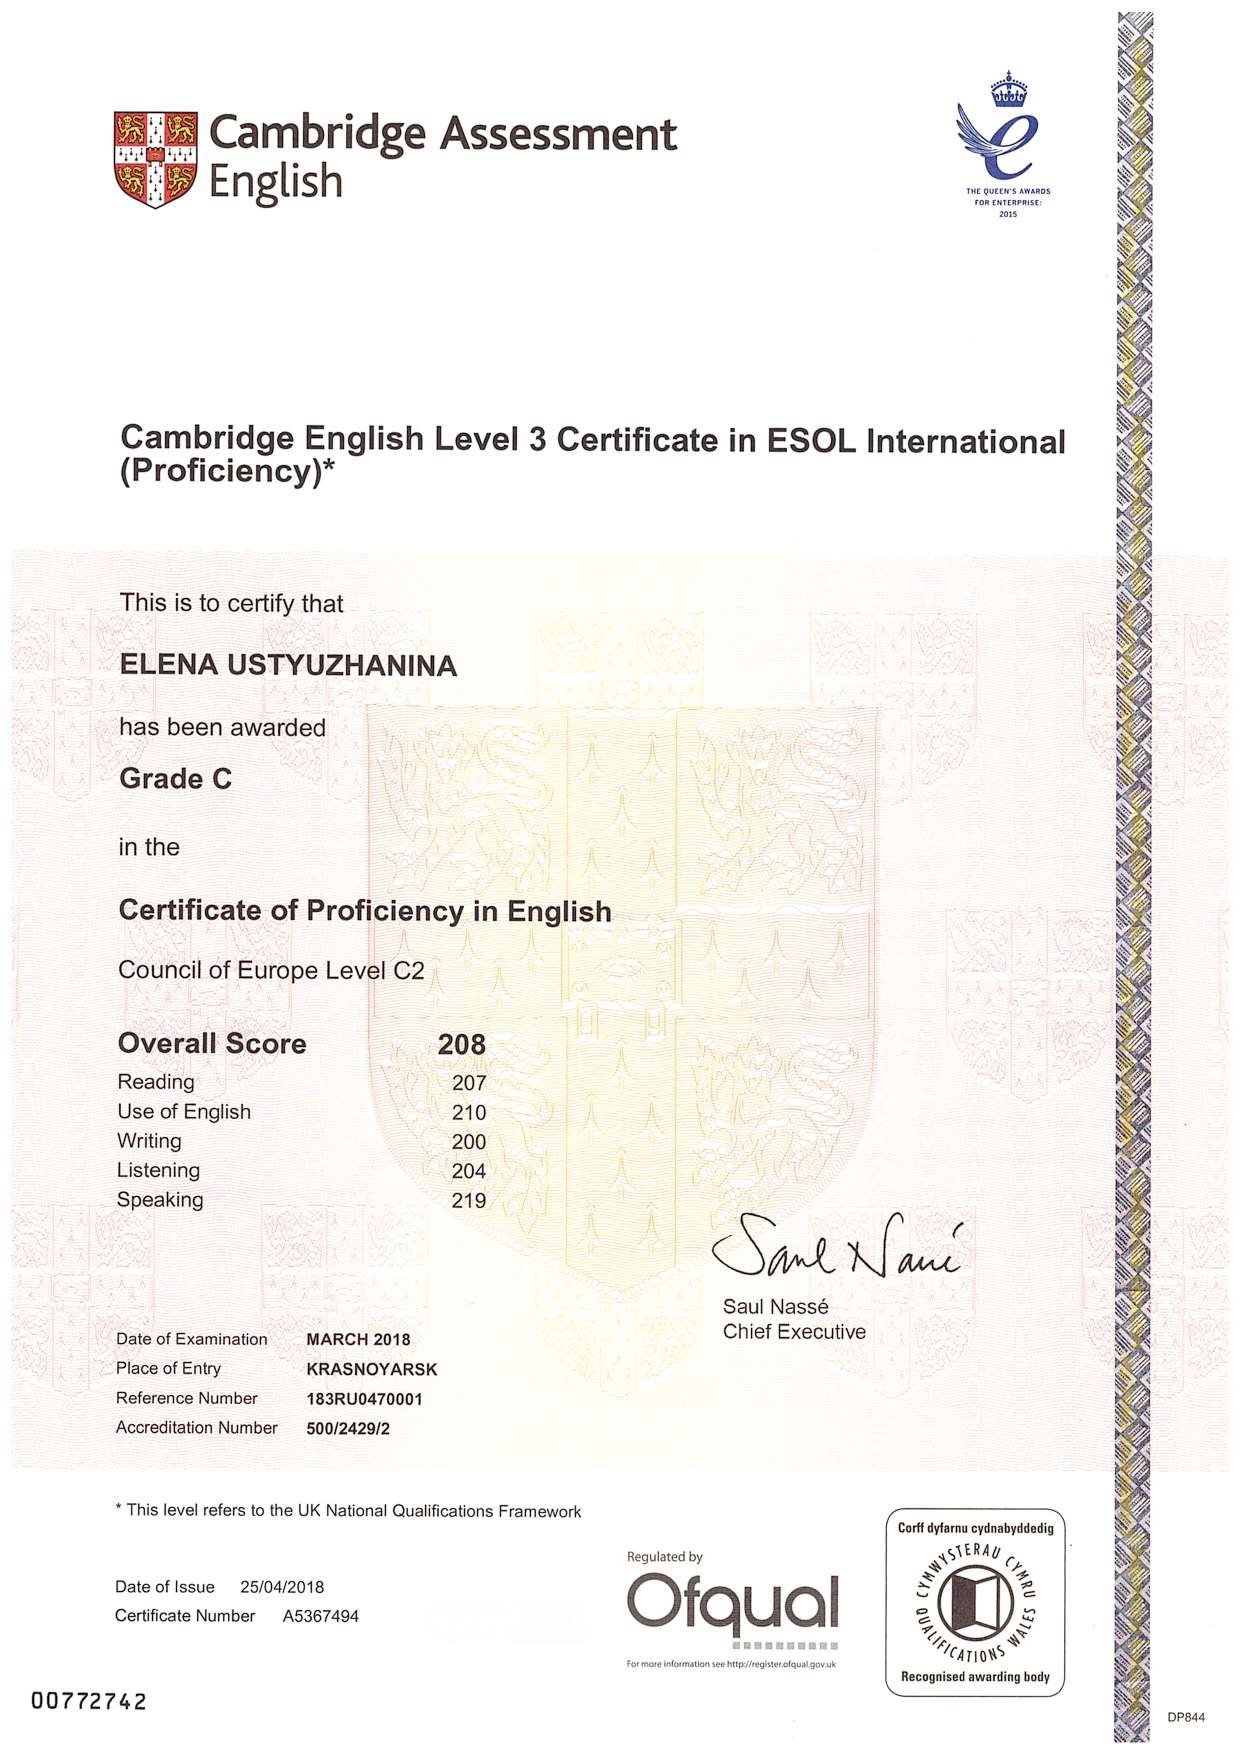 Cambridge Assessment
English
THE QUEEN'S AWARDS
FOR ENTERPRISE:
2015
Cambridge English Level 3 Certificate in ESOL International
(Proficiency)*
This is to certify that
ELENA USTYUZHANINA
has been awarded
Grade C
in the
Certificate of Proficiency in English
Council of Europe Level C2
Overall Score 208
Reading 207
Use of English 210
Writing 200
Listening 204
Speaking 219
Saul Nassé
Saul Nassé
Chief Executive
Date of Examination MARCH 2018
Place of Entry KRASNOYARSK
Reference Number 183RU0470001
Accreditation Number 500/2429/2
* This level refers to the UK National Qualifications Framework
Date of Issue 25/04/2018
Certificate Number A5367494
Regulated by
Ofqual
For more information see http://register.ofqual.gov.uk
Corff dyfarnu cydnabyddedig
CYMWYSTERAU CYMRU
QUALIFICATIONS WALES
Recognised awarding body
00772742
DP844